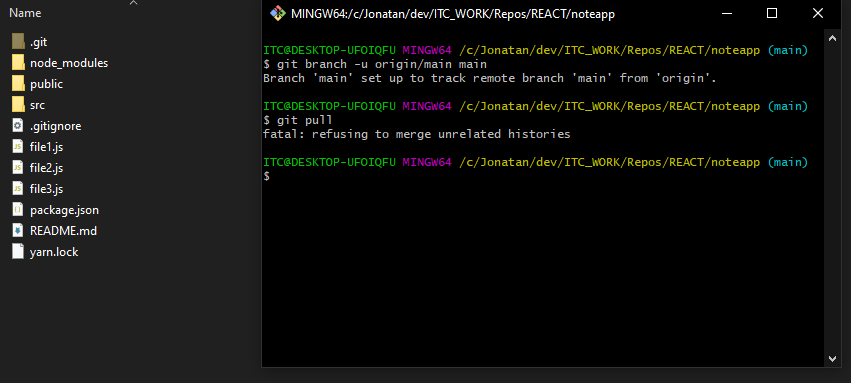 Name
.git
node_modules
public
src
.gitignore
file1.js
file2.js
file3.js
package.json
README.md
yarn.lock
MINGW64:/c/Jonatan/dev/ITC_WORK/Repos/REACT/noteapp
ITC@DESKTOP-UFOIQFU MINGW64 /c/Jonatan/dev/ITC_WORK/Repos/REACT/noteapp (main)
$ git branch -u origin/main main
Branch 'main' set up to track remote branch 'main' from 'origin'.
ITC@DESKTOP-UFOIQFU MINGW64 /c/Jonatan/dev/ITC_WORK/Repos/REACT/noteapp (main)
$ git pull
fatal: refusing to merge unrelated histories
ITC@DESKTOP-UFOIQFU MINGW64 /c/Jonatan/dev/ITC_WORK/Repos/REACT/noteapp (main)
$